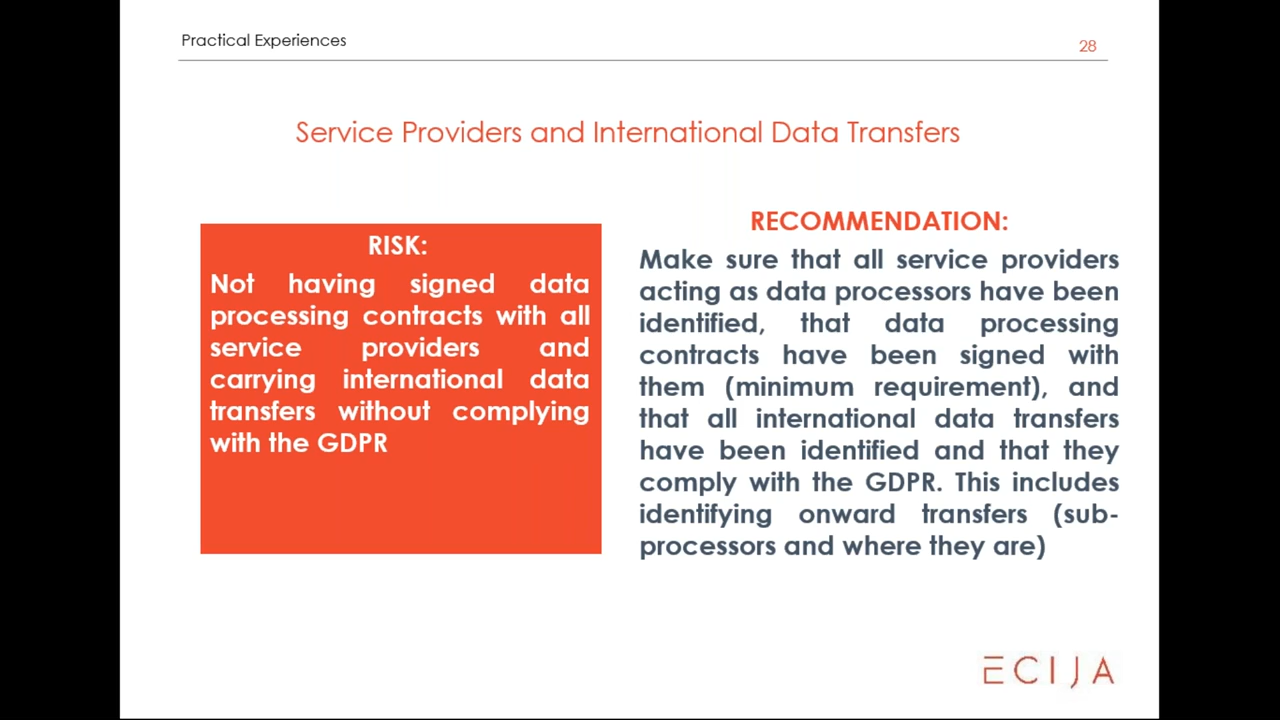 Practical Experiences
28
Service Providers and International Data Transfers
RISK:
Not having signed data
processing contracts with all
service providers and
carrying international data
transfers without complying
with the GDPR
RECOMMENDATION:
Make sure that all service providers
acting as data processors have been
identified, that data processing
contracts have been signed with
them (minimum requirement), and
that all international data transfers
have been identified and that they
comply with the GDPR. This includes
identifying onward transfers (sub-
processors and where they are)
ECIJA